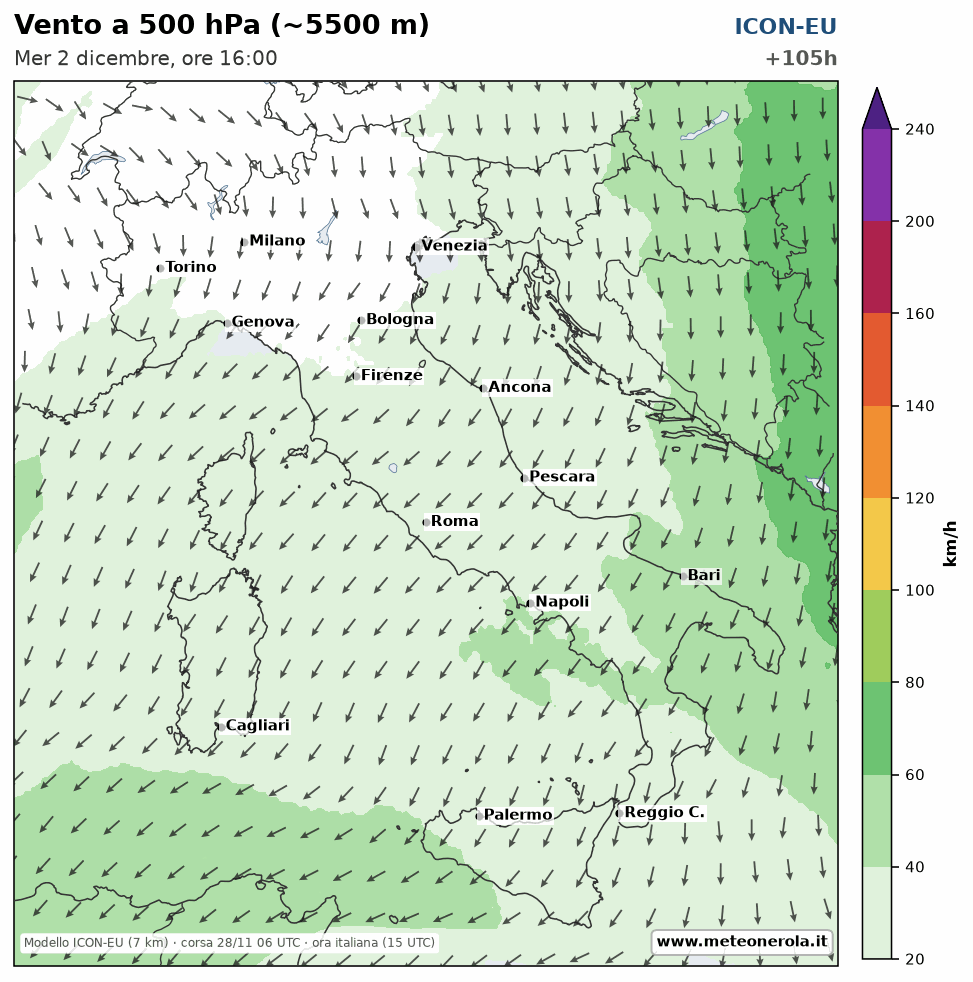 Vento a 500 hPa (~5500 m)
ICON-EU
Mer 2 dicembre, ore 16:00
+105h
240
200
160
140
120
100
80
60
40
20
km/h
Milano
Venezia
Torino
Genova
Bologna
Firenze
Ancona
Pescara
Roma
Bari
Napoli
Cagliari
Palermo
Reggio C.
Modello ICON-EU (7 km) · corsa 28/11 06 UTC · ora italiana (15 UTC)
www.meteonerola.it